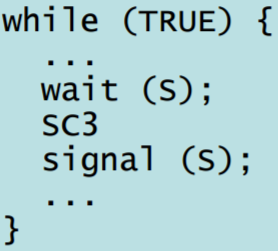 while (TRUE) {
...
wait (S);
SC3
signal (S);
...
}